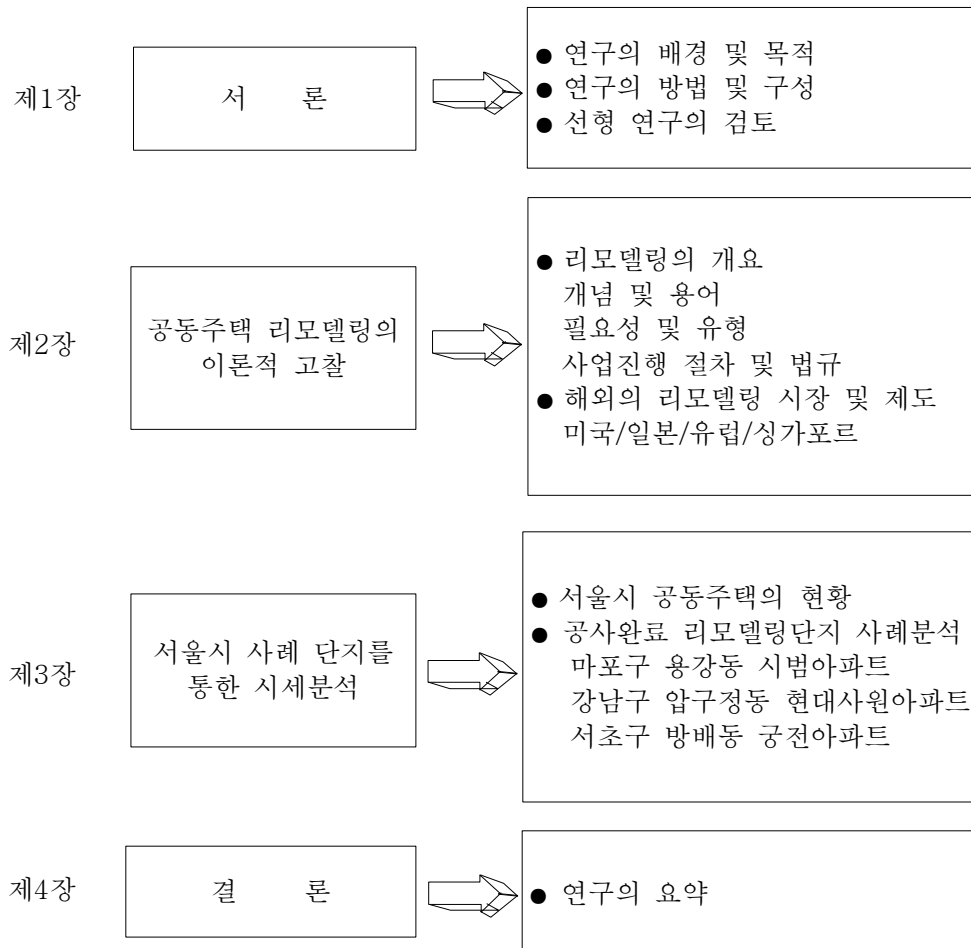 제1장
서 론
● 연구의 배경 및 목적
● 연구의 방법 및 구성
● 선형 연구의 검토
제2장
공동주택 리모델링의
이론적 고찰
● 리모델링의 개요
개념 및 용어
필요성 및 유형
사업진행 절차 및 법규
● 해외의 리모델링 시장 및 제도
미국/일본/유럽/싱가포르
제3장
서울시 사례 단지를
통한 시세분석
● 서울시 공동주택의 현황
● 공사완료 리모델링단지 사례분석
마포구 용강동 시범아파트
강남구 압구정동 현대사원아파트
서초구 방배동 궁전아파트
제4장
결 론
● 연구의 요약